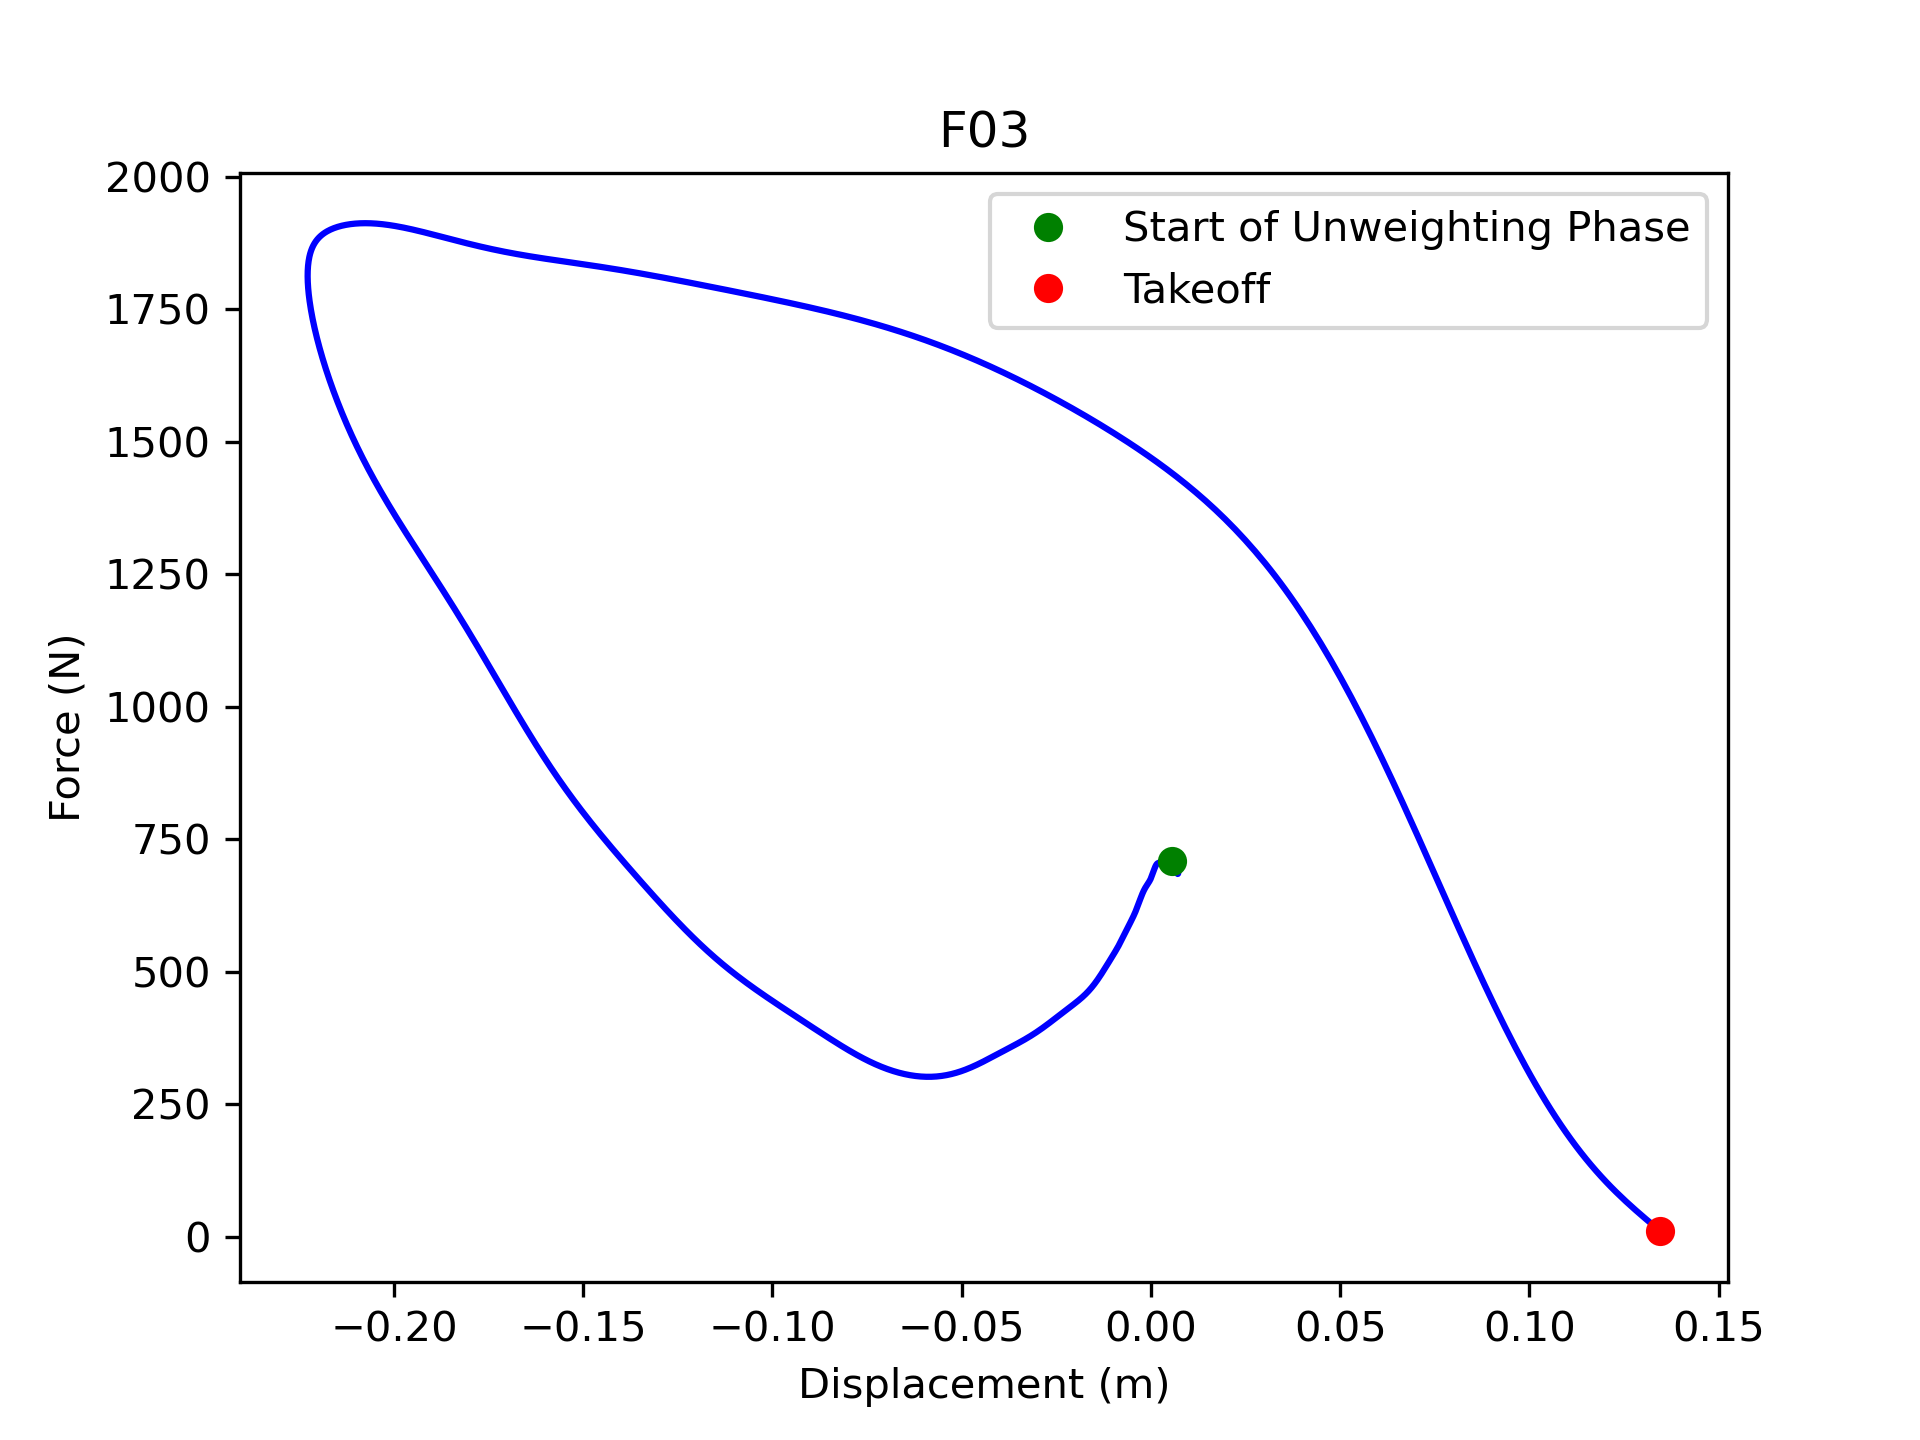 F03
Start of Unweighting Phase
Takeoff
2000
1750
1500
1250
1000
750
500
250
0
Force (N)
−0.20 −0.15 −0.10 −0.05 0.00 0.05 0.10 0.15
Displacement (m)